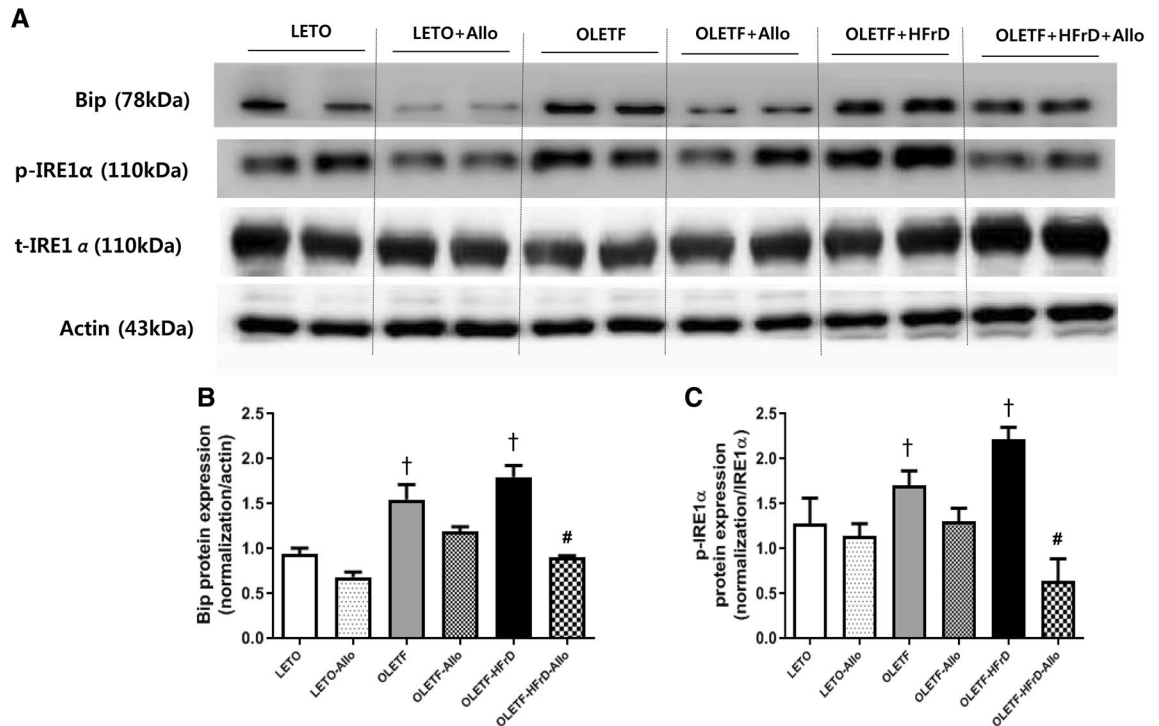 A
LETO LETO+Allo OLETF OLETF+Allo OLETF+HFrD OLETF+HFrD+Allo
Bip (78kDa)
p-IRE1α (110kDa)
t-IRE1 α (110kDa)
Actin (43kDa)
B
Bip protein expression
(normalization/actin)
2.5
2.0
1.5
1.0
0.5
0.0
†
†
#
LETO
LETO-Allo
OLETF
OLETF-Allo
OLETF-HFrD
OLETF-HFrD-Allo
C
p-IRE1α
protein expression
(normalization/IRE1α)
2.5
2.0
1.5
1.0
0.5
0.0
†
†
#
LETO
LETO-Allo
OLETF
OLETF-Allo
OLETF-HFrD
OLETF-HFrD-Allo